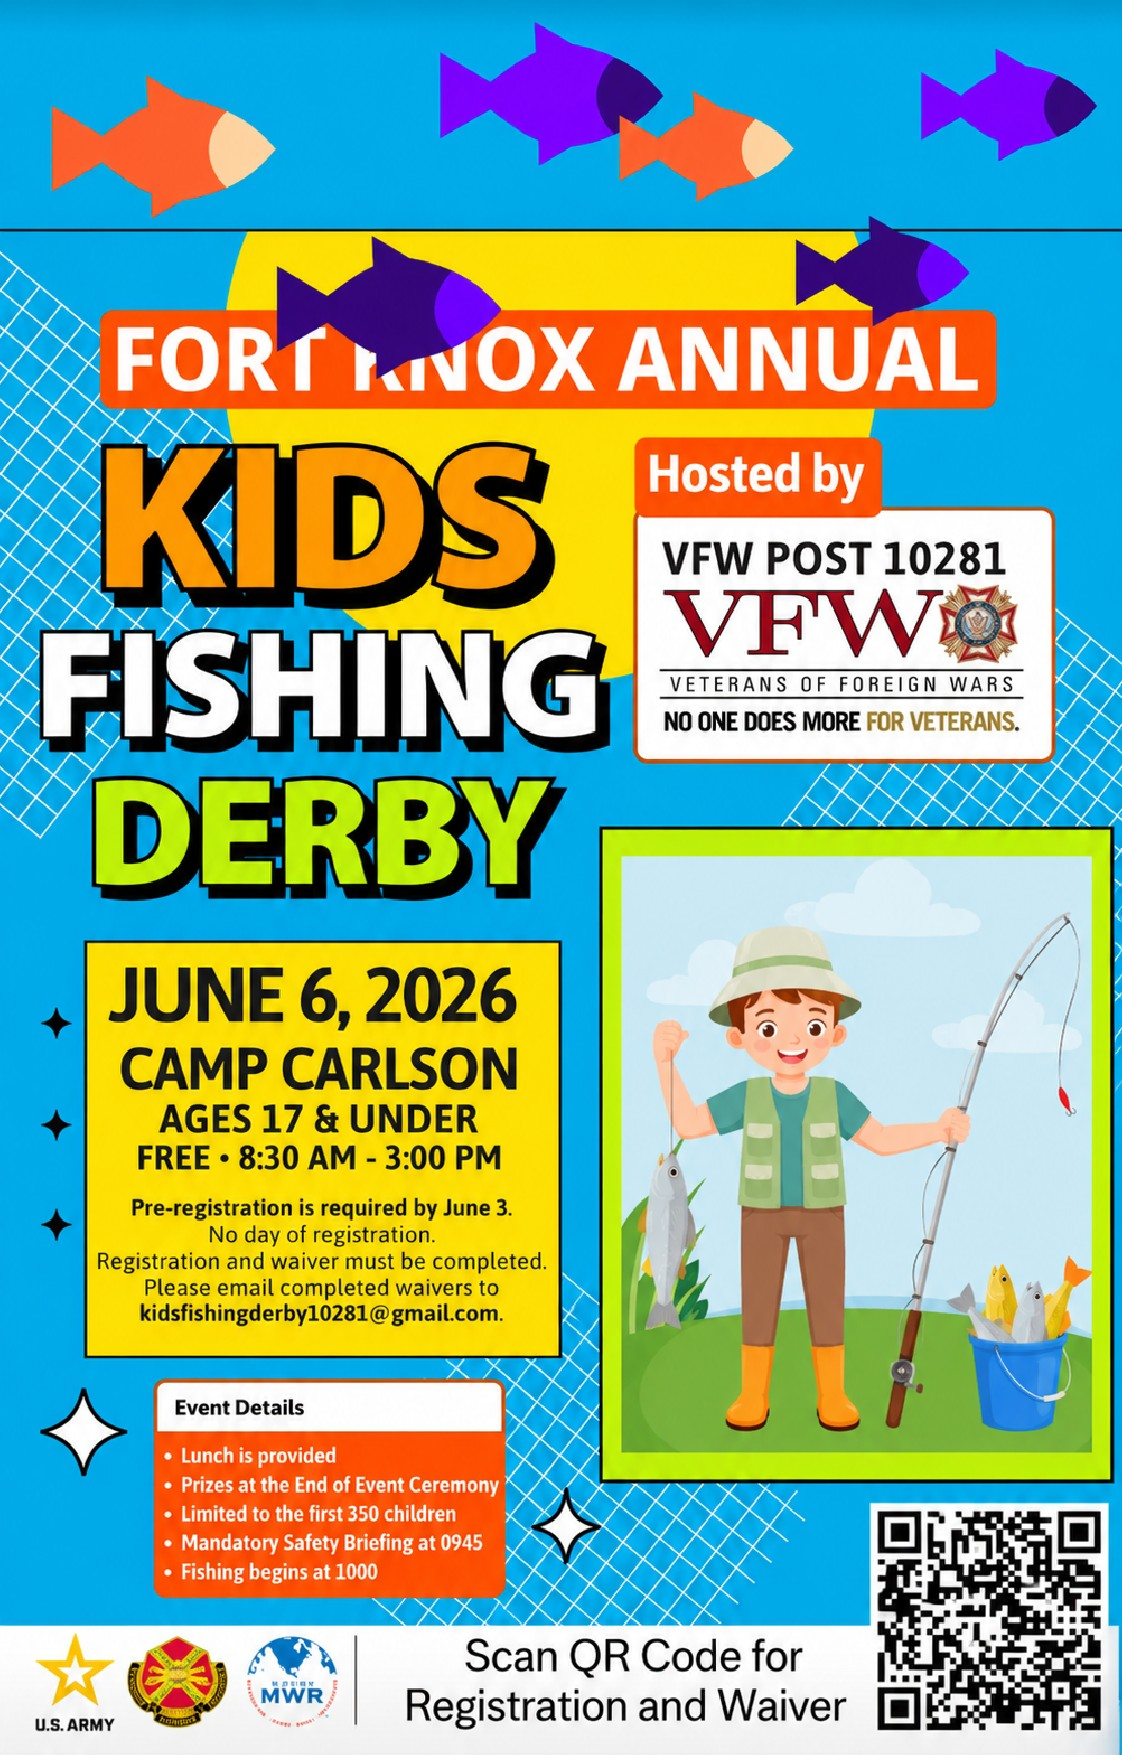 FORT KNOX ANNUAL
KIDS
FISHING
DERBY
Hosted by
VFW POST 10281
VFW
VETERANS OF FOREIGN WARS
NO ONE DOES MORE FOR VETERANS.
JUNE 6, 2026
CAMP CARLSON
AGES 17 & UNDER
FREE • 8:30 AM - 3:00 PM
Pre-registration is required by June 3.
No day of registration.
Registration and waiver must be completed.
Please email completed waivers to
kidsfishingderby10281@gmail.com.
Event Details
• Lunch is provided
• Prizes at the End of Event Ceremony
• Limited to the first 350 children
• Mandatory Safety Briefing at 0945
• Fishing begins at 1000
U.S. ARMY
MWR
Scan QR Code for
Registration and Waiver